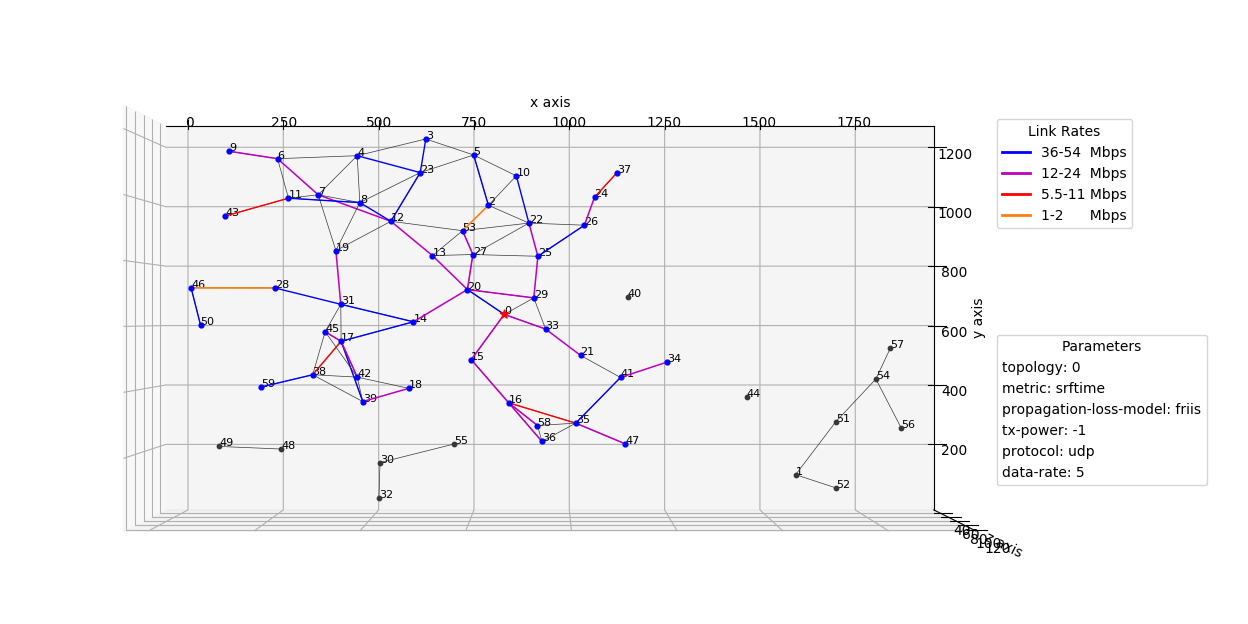 x axis
0 250 500 750 1000 1250 1500 1750
1200
1000
800
600
400
200
y axis
Link Rates
36-54 Mbps
12-24 Mbps
5.5-11 Mbps
1-2 Mbps
Parameters
topology: 0
metric: srftime
propagation-loss-model: friis
tx-power: -1
protocol: udp
data-rate: 5
3
9 6 4 5
7 23 10 37
11 8 2 24
43 12 53 22 26
19 13 27 25
46 28 20 29 40
50 31 14 0 33
45 17 15 21 34 57
59 38 42 18 41 54
39 16 44
58 35 51 56
49 48 55 36 47
30 1
32 52